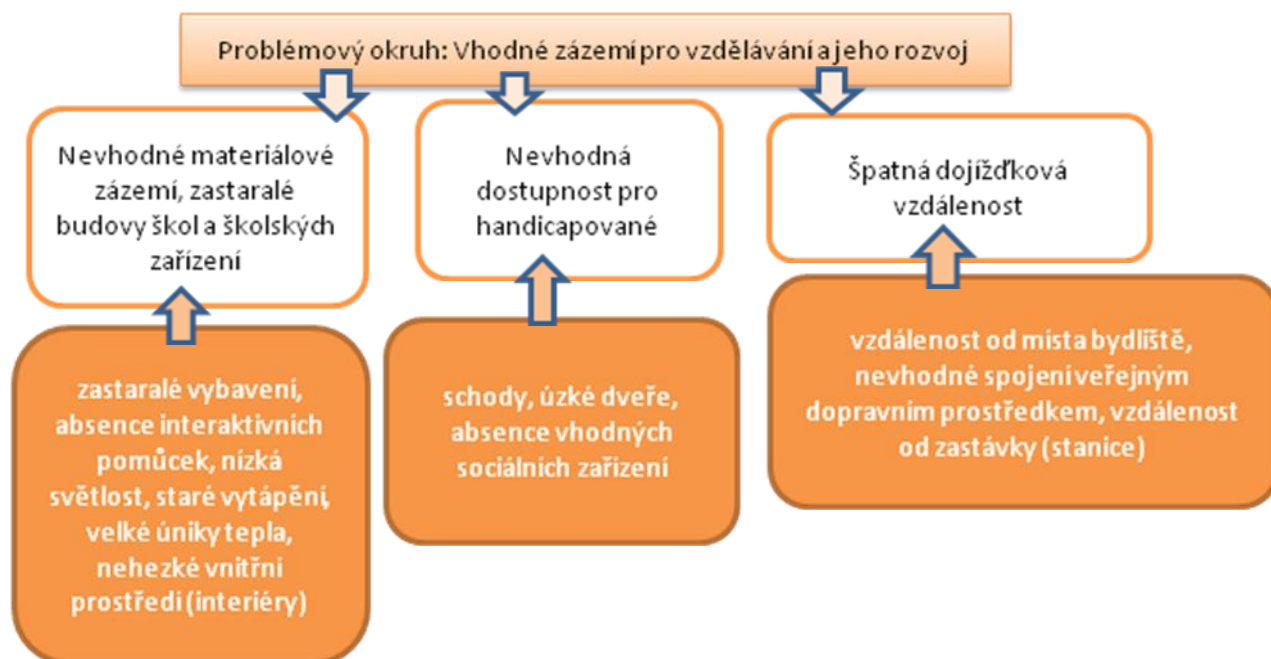 Problémový okruh: Vhodné zázemí pro vzdělávání a jeho rozvoj
Nevhodné materiálové
zázemí, zastaralé
budovy škol a školských
zařízení
Nevhodná
dostupnost pro
handicapované
Špatná dojížďková
vzdálenost
zastaralé vybavení,
absence interaktivních
pomůcek, nízká
světlost, staré vytápění,
velké úniky tepla,
nehezké vnitřní
prostředí (interiéry)
schody, úzké dveře,
absence vhodných
sociálních zařízení
vzdálenost od místa bydlíště,
nevhodné spojení veřejným
dopravním prostředkem, vzdálenost
od zastávky (stanice)